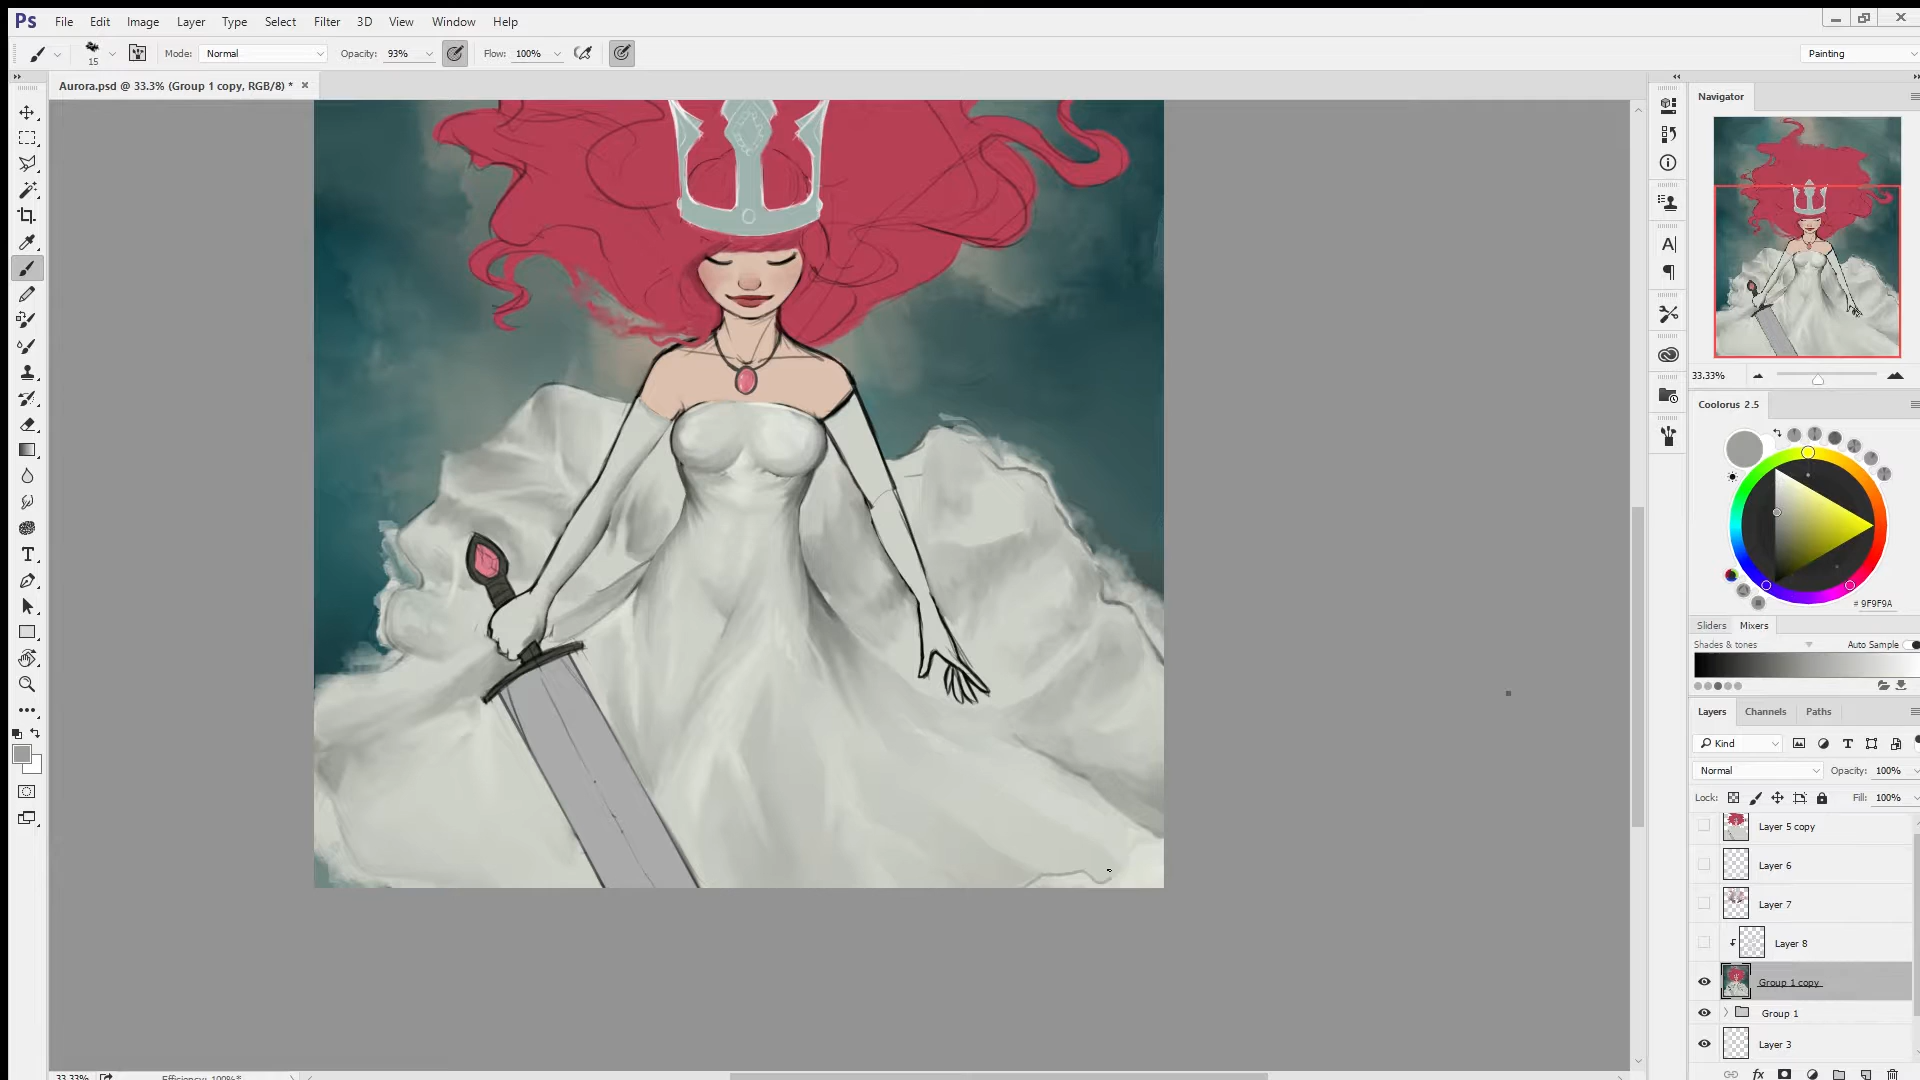 Ps File Edit Image Layer Type Select Filter 3D View Window Help
15 Mode: Normal Opacity: 93% Flow: 100% Painting
Aurora.psd @ 33.3% (Group 1 copy, RGB/8) * ×
Navigator
33.33%
Coolorus 2.5
# 9F9F9A
Sliders Mixers
Shades & tones Auto Sample
Layers Channels Paths
Kind
Normal Opacity: 100%
Lock: Fill: 100%
Layer 5 copy
Layer 6
Layer 7
Layer 8
Group 1 copy
Group 1
Layer 3
fx
33.33% Efficiency: 100%*